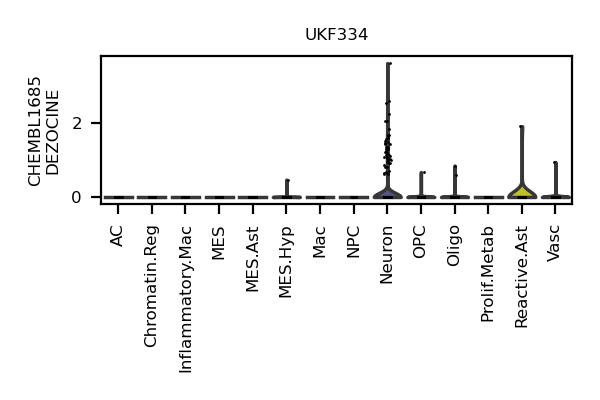 UKF334
CHEMBL1685
DEZOCINE
2
0
AC
Chromatin.Reg
Inflammatory.Mac
MES
MES.Ast
MES.Hyp
Mac
NPC
Neuron
OPC
Oligo
Prolif.Metab
Reactive.Ast
Vasc